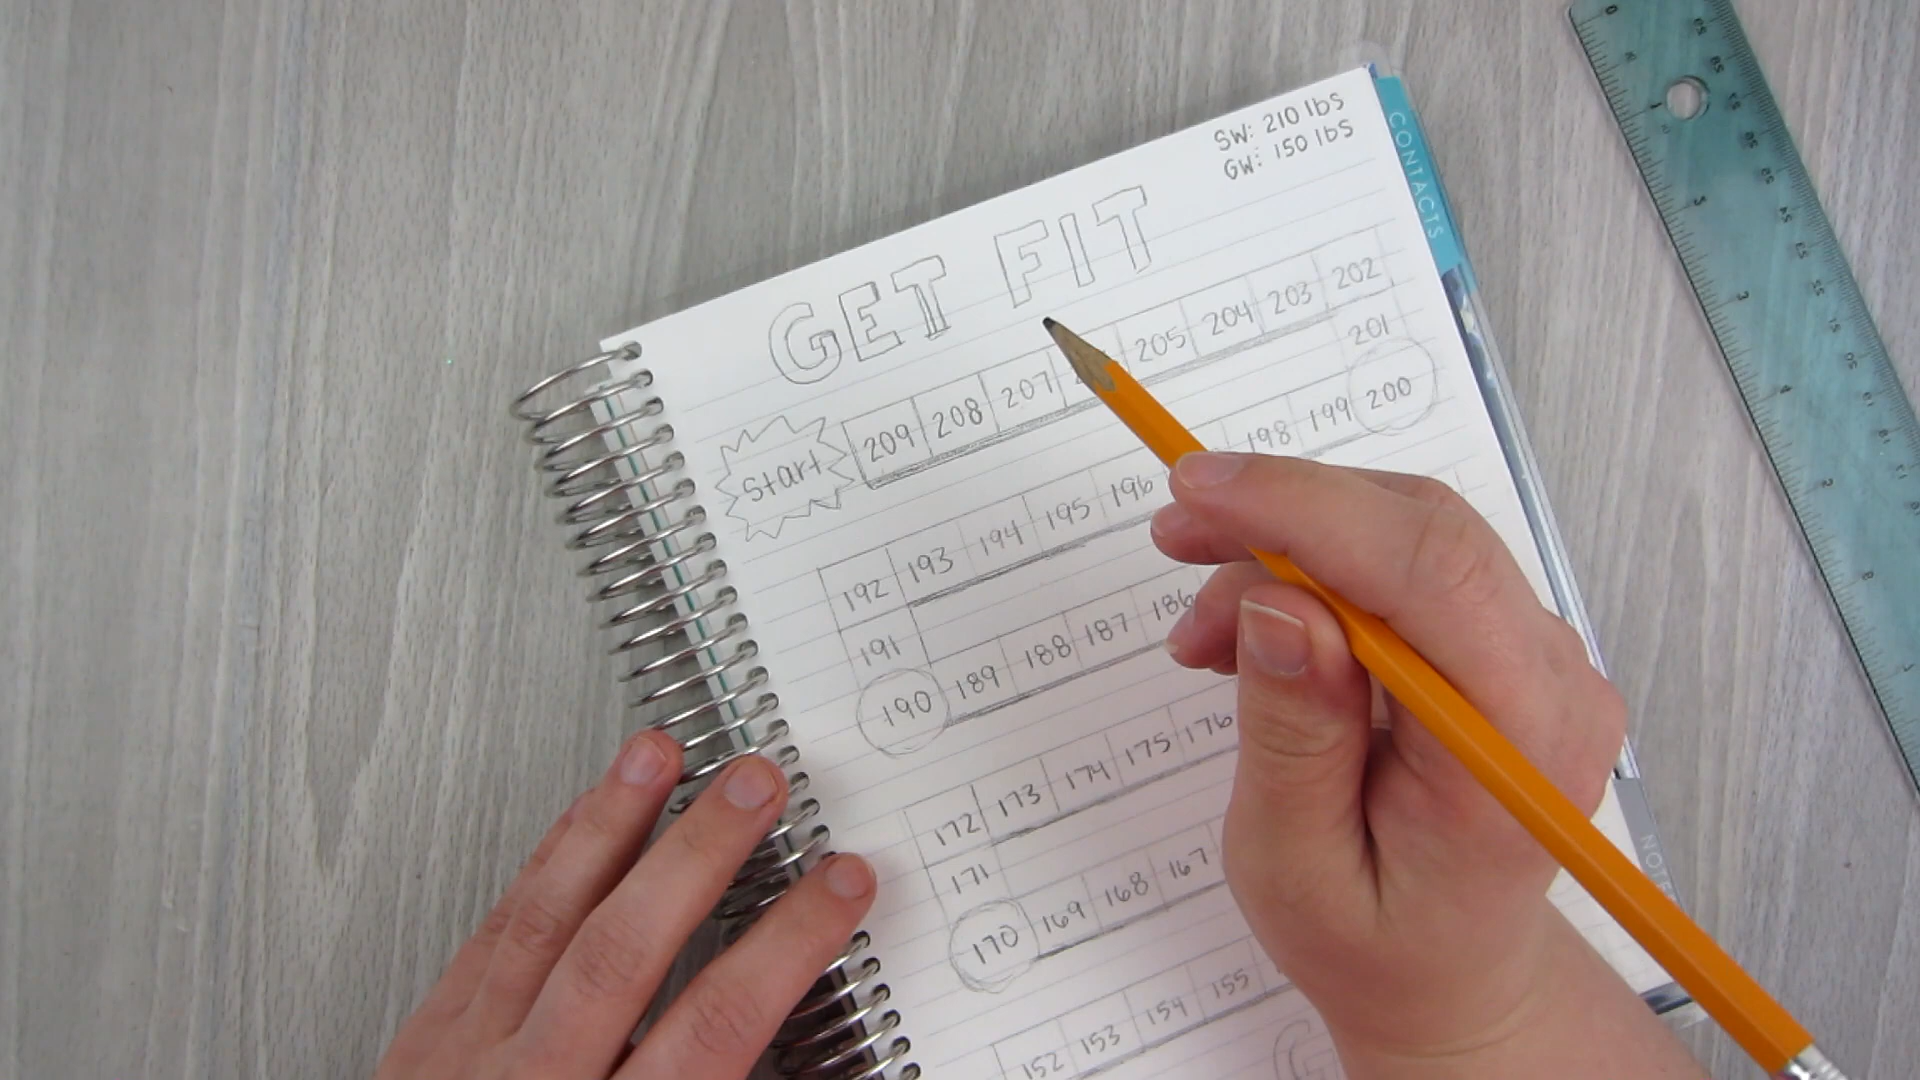 SW: 210 lbs
GW: 150 lbs
GET FIT
Start 209 208 207 205 204 203 202
201
192 193 194 195 196 198 199 200
191
190 189 188 187 186
172 173 174 175 176
171
170 169 168 167
152 153 154 155
CONTACTS